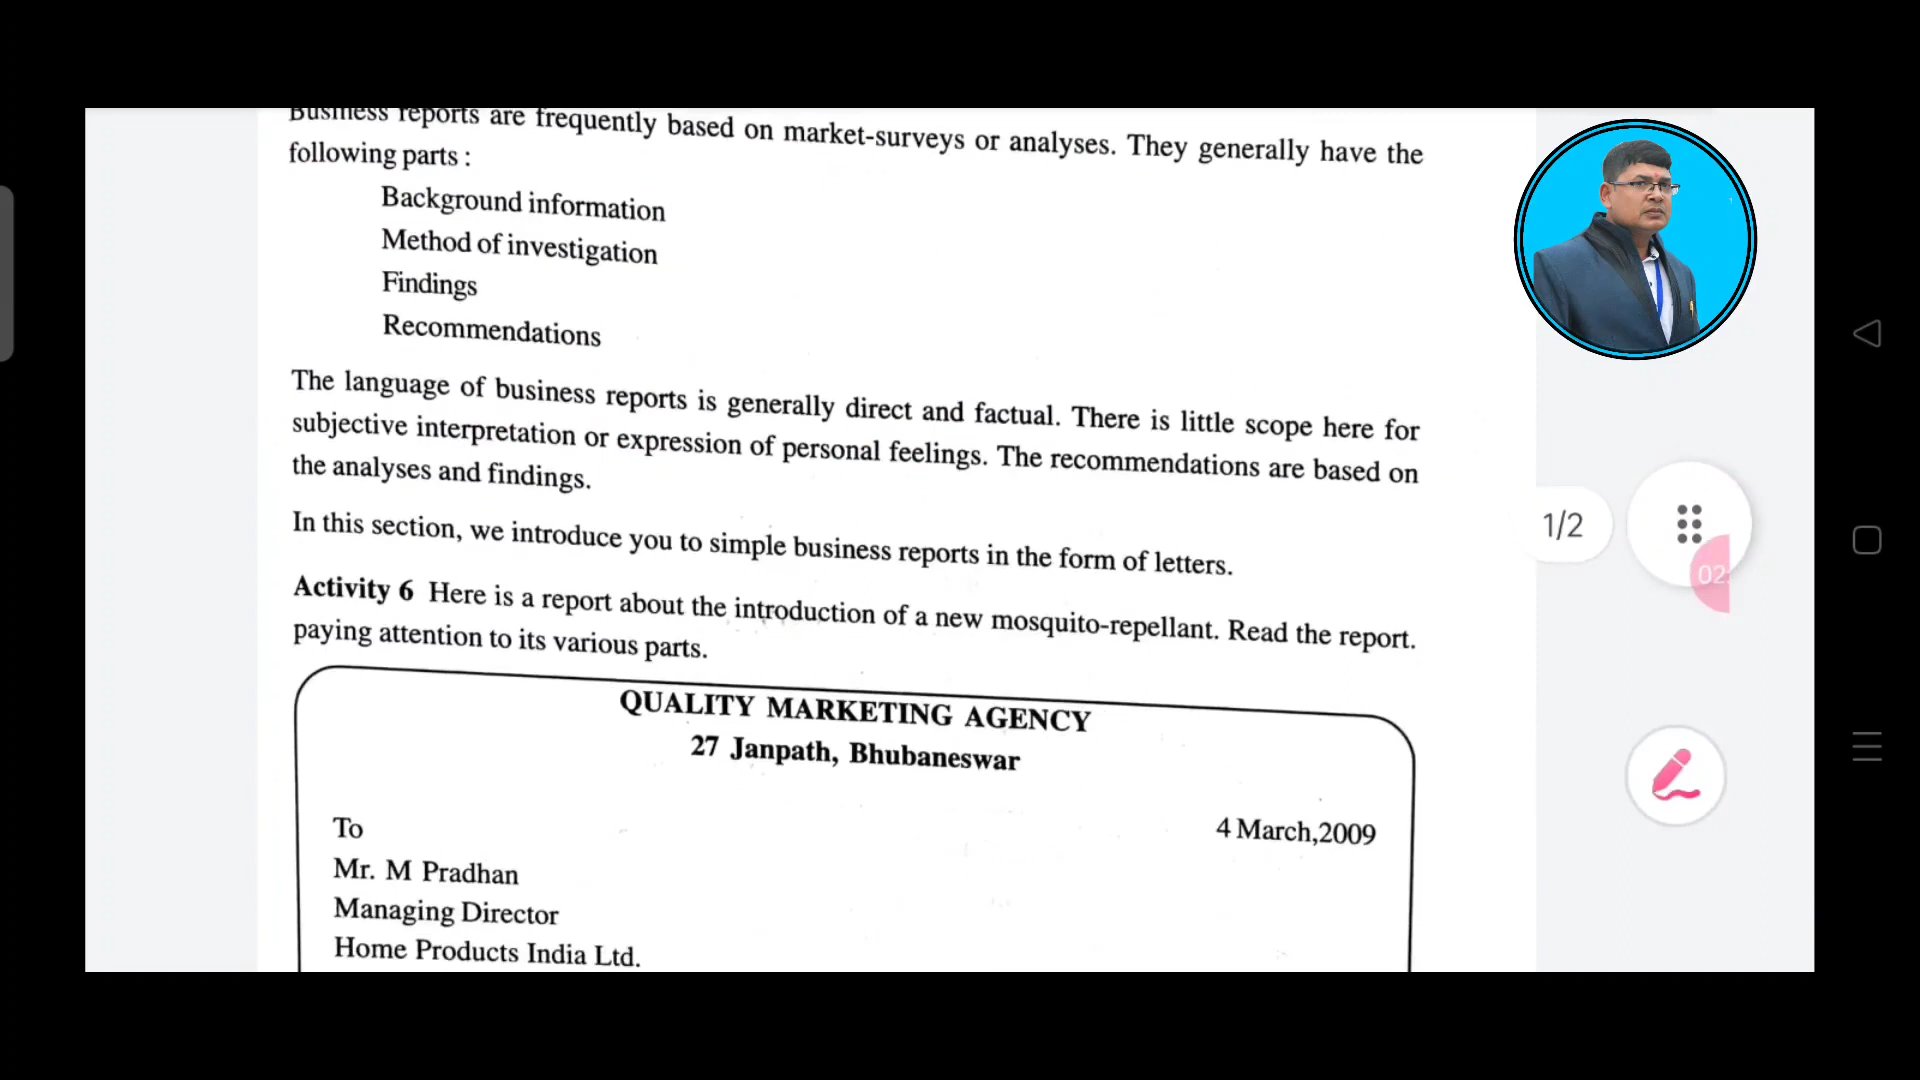 Business reports are frequently based on market-surveys or analyses. They generally have the
following parts :
Background information
Method of investigation
Findings
Recommendations
The language of business reports is generally direct and factual. There is little scope here for
subjective interpretation or expression of personal feelings. The recommendations are based on
the analyses and findings.
In this section, we introduce you to simple business reports in the form of letters.
Activity 6 Here is a report about the introduction of a new mosquito-repellant. Read the report.
paying attention to its various parts.
QUALITY MARKETING AGENCY
27 Janpath, Bhubaneswar
To
4 March,2009
Mr. M Pradhan
Managing Director
Home Products India Ltd.
1/2
02